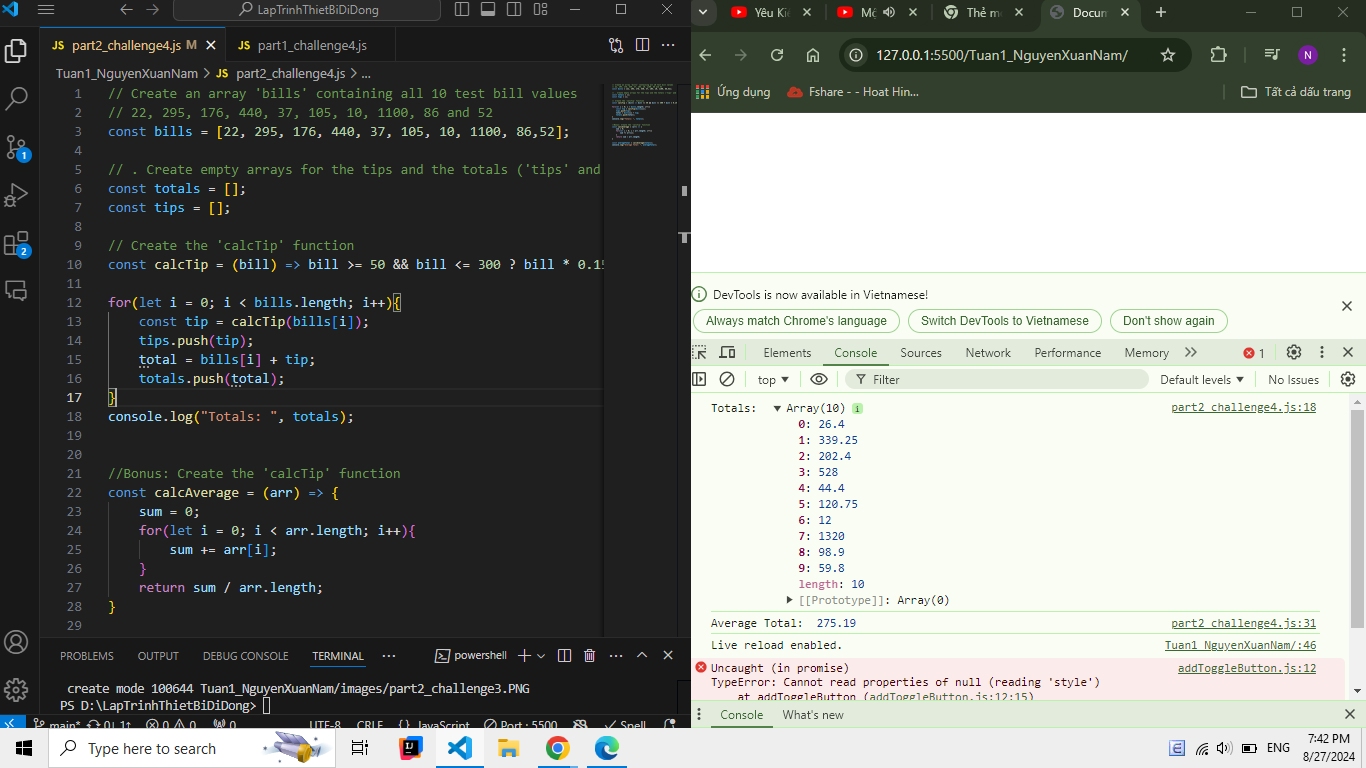 LapTrinhThietBiDiDong
JS part2_challenge4.js M
JS part1_challenge4.js
Tuan1_NguyenXuanNam > JS part2_challenge4.js > ...
1 // Create an array 'bills' containing all 10 test bill values
2 // 22, 295, 176, 440, 37, 105, 10, 1100, 86 and 52
3 const bills = [22, 295, 176, 440, 37, 105, 10, 1100, 86,52];
4
5 // . Create empty arrays for the tips and the totals ('tips' and
6 const totals = [];
7 const tips = [];
8
9 // Create the 'calcTip' function
10 const calcTip = (bill) => bill >= 50 && bill <= 300 ? bill * 0.15
11
12 for(let i = 0; i < bills.length; i++){
13 const tip = calcTip(bills[i]);
14 tips.push(tip);
15 total = bills[i] + tip;
16 totals.push(total);
17 }
18 console.log("Totals: ", totals);
19
20
21 //Bonus: Create the 'calcTip' function
22 const calcAverage = (arr) => {
23 sum = 0;
24 for(let i = 0; i < arr.length; i++){
25 sum += arr[i];
26 }
27 return sum / arr.length;
28 }
29
1
2
PROBLEMS OUTPUT DEBUG CONSOLE TERMINAL ... powershell
create mode 100644 Tuan1_NguyenXuanNam/images/part2_challenge3.PNG
PS D:\LapTrinhThietBiDiDong>
main* 0↓ 1↑ 0 0 0 UTF-8 CRLF {} JavaScript Port : 5500 Spell
Yêu Ki
Mộ
Thẻ m
Docum
127.0.0.1:5500/Tuan1_NguyenXuanNam/
N
Ứng dụng
Fshare - - Hoat Hin...
Tất cả dấu trang
DevTools is now available in Vietnamese!
Always match Chrome's language
Switch DevTools to Vietnamese
Don't show again
Elements Console Sources Network Performance Memory 1
top Filter Default levels No Issues
Totals: Array(10) i part2_challenge4.js:18
0: 26.4
1: 339.25
2: 202.4
3: 528
4: 44.4
5: 120.75
6: 12
7: 1320
8: 98.9
9: 59.8
length: 10
[[Prototype]]: Array(0)
Average Total: 275.19 part2_challenge4.js:31
Live reload enabled. Tuan1_NguyenXuanNam/:46
Uncaught (in promise) addToggleButton.js:12
TypeError: Cannot read properties of null (reading 'style')
at addToggleButton (addToggleButton.js:12:15)
Console What's new
Type here to search
ENG
7:42 PM
8/27/2024